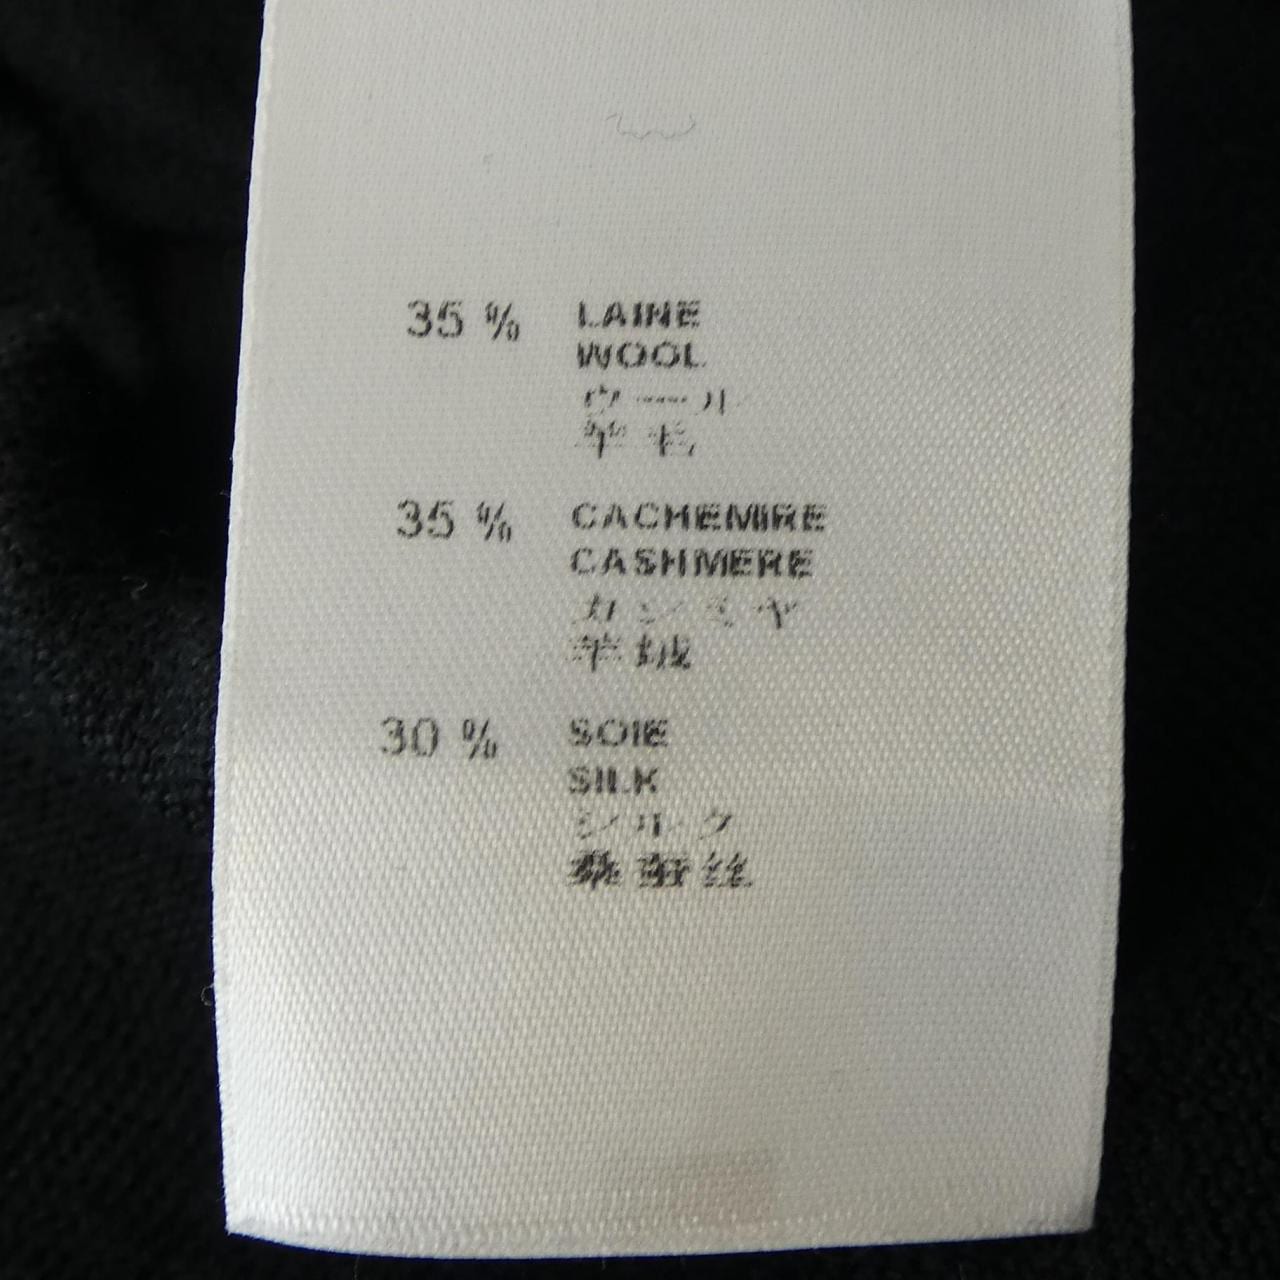 35 % LAINE
WOOL
ウール
羊毛
35 % CACHEMIRE
CASHMERE
カシミヤ
羊绒
30 % SOIE
SILK
シルク
桑蚕丝